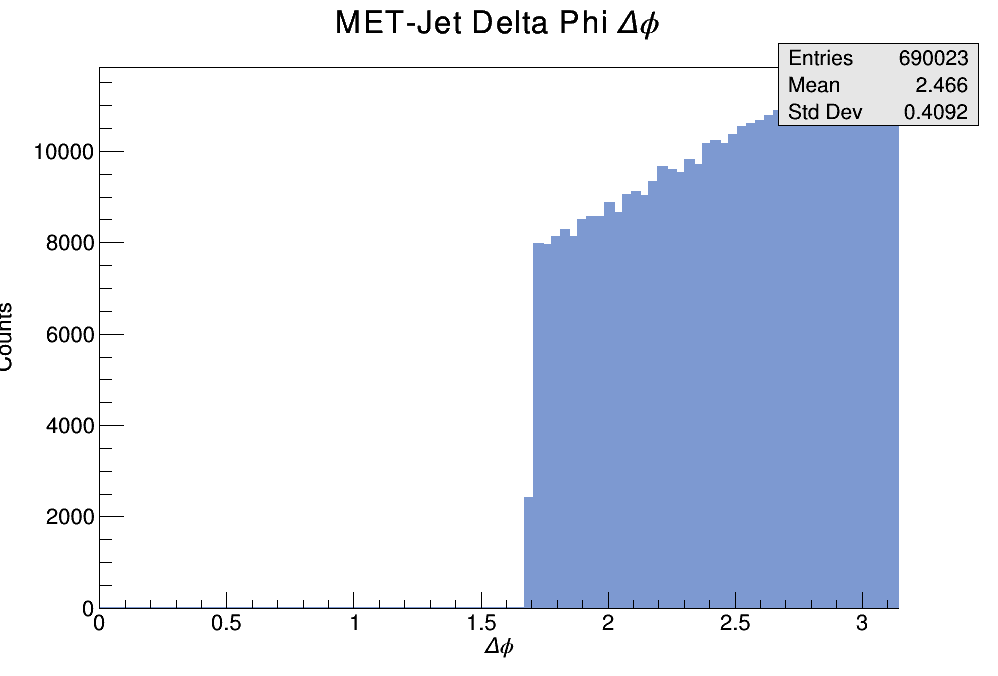 MET-Jet Delta Phi Δϕ
Entries 690023
Mean 2.466
Std Dev 0.4092
10000
8000
6000
4000
2000
0
Counts
0 0.5 1 1.5 2 2.5 3
Δϕ